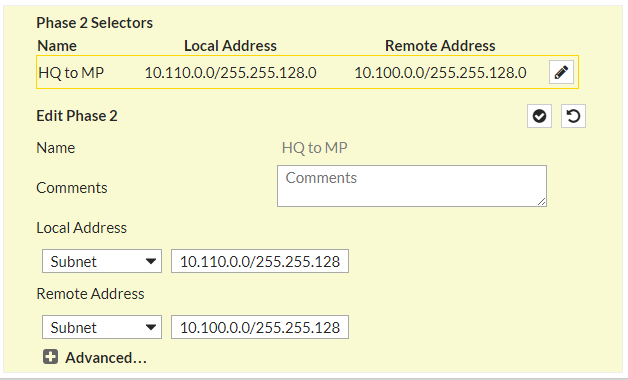 Phase 2 Selectors
Name Local Address Remote Address
HQ to MP 10.110.0.0/255.255.128.0 10.100.0.0/255.255.128.0
Edit Phase 2
Name HQ to MP
Comments Comments
Local Address
Subnet 10.110.0.0/255.255.128
Remote Address
Subnet 10.100.0.0/255.255.128
Advanced...